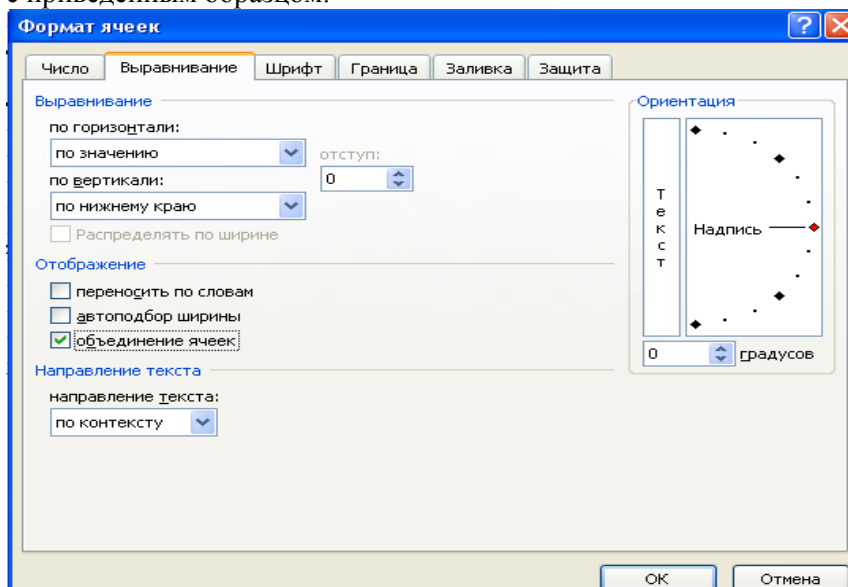 с приведенным образцом.
Формат ячеек
Число Выравнивание Шрифт Граница Заливка Защита
Выравнивание
по горизонтали:
по значению
отступ:
0
по вертикали:
по нижнему краю
Распределять по ширине
Отображение
переносить по словам
автоподбор ширины
объединение ячеек
Направление текста
направление текста:
по контексту
Ориентация
Текст
Надпись
0 градусов
ОК Отмена